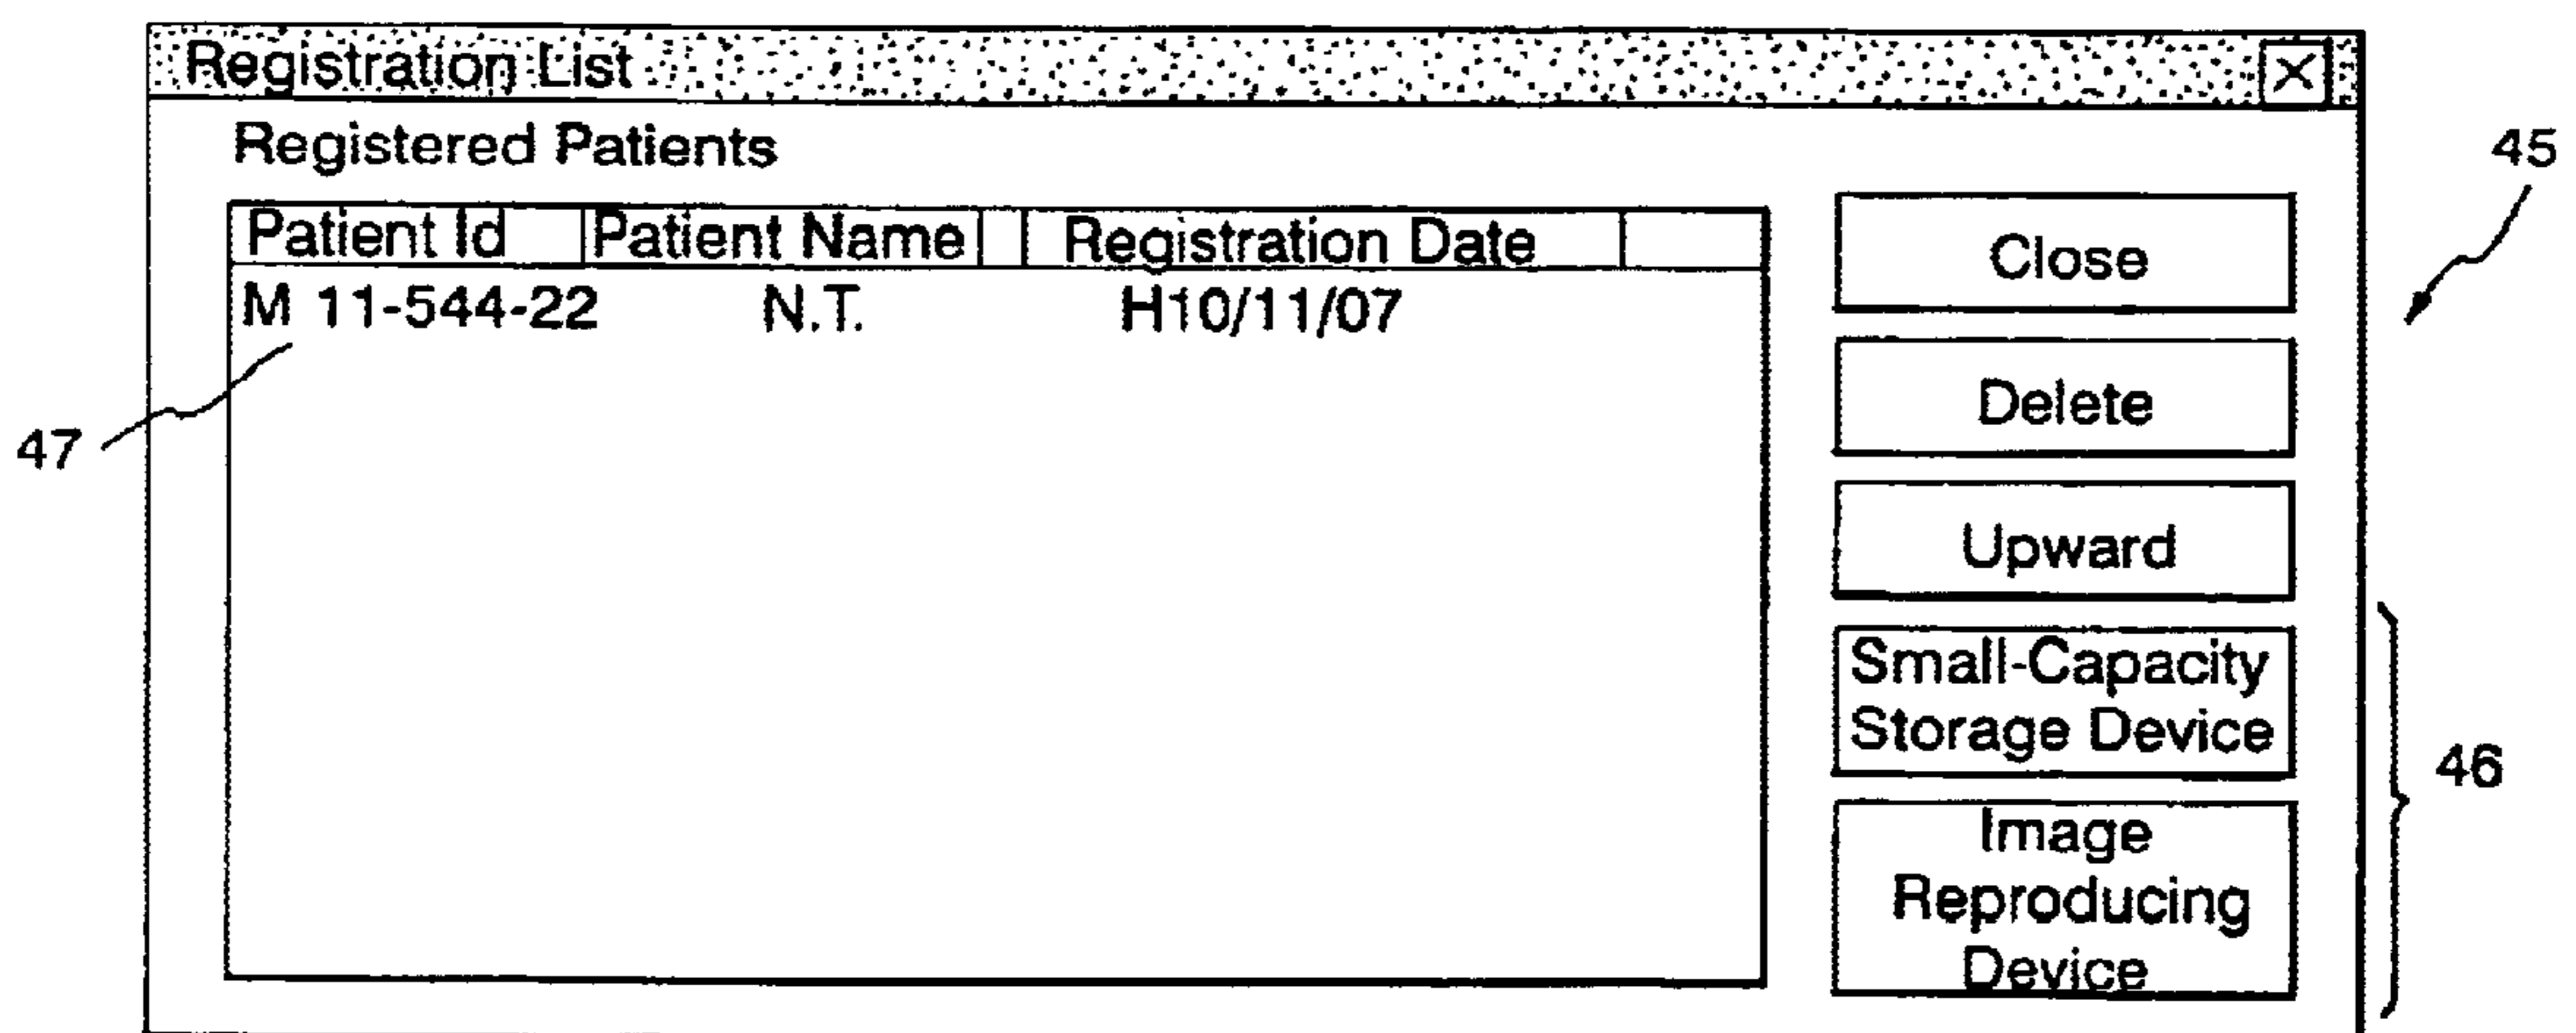 Registration List
Registered Patients
45
Patient Id Patient Name Registration Date
M 11-544-22 N.T. H10/11/07
47
Close
Delete
Upward
Small-Capacity
Storage Device
46
Image
Reproducing
Device